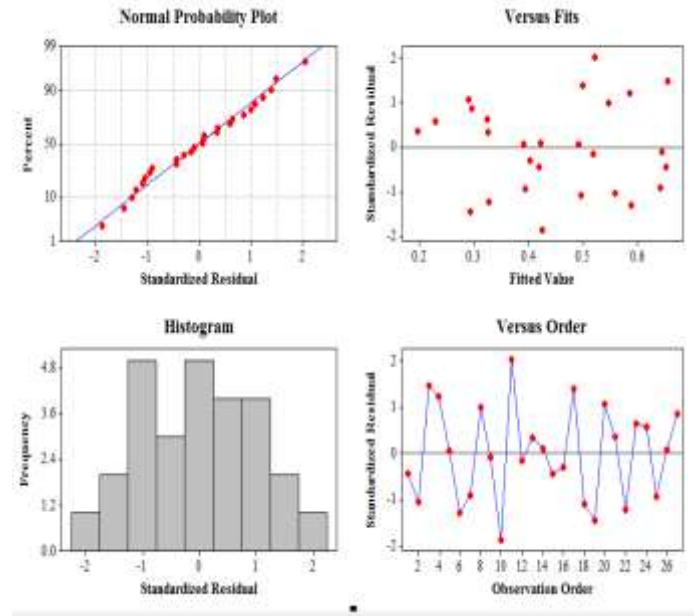 Normal Probability Plot
99
90
50
10
1
Percent
-2 -1 0 1 2
Standardized Residual
Versus Fits
2
1
0
-1
-2
Standardized Residual
0.2 0.3 0.4 0.5 0.6
Fitted Value
Histogram
4.8
3.6
2.4
1.2
0.0
Frequency
-2 -1 0 1 2
Standardized Residual
Versus Order
2
1
0
-1
-2
Standardized Residual
2 4 6 8 10 12 14 16 18 20 22 24 26
Observation Order